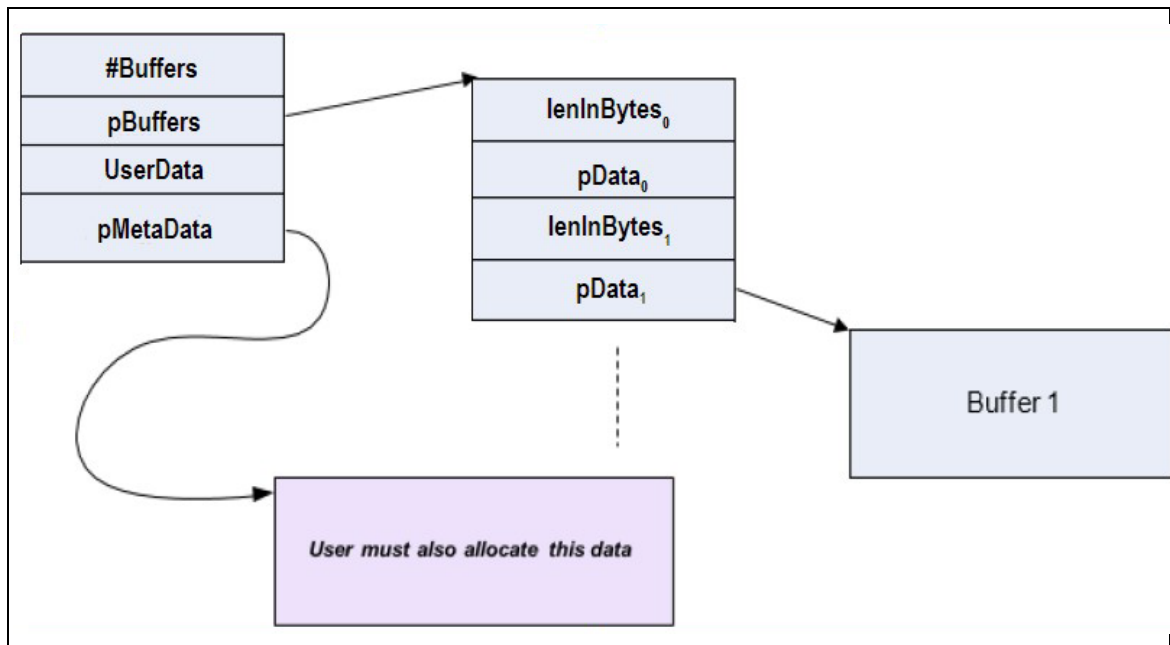 #Buffers
pBuffers
UserData
pMetaData
lenInBytes₀
pData₀
lenInBytes₁
pData₁
Buffer 1
User must also allocate this data